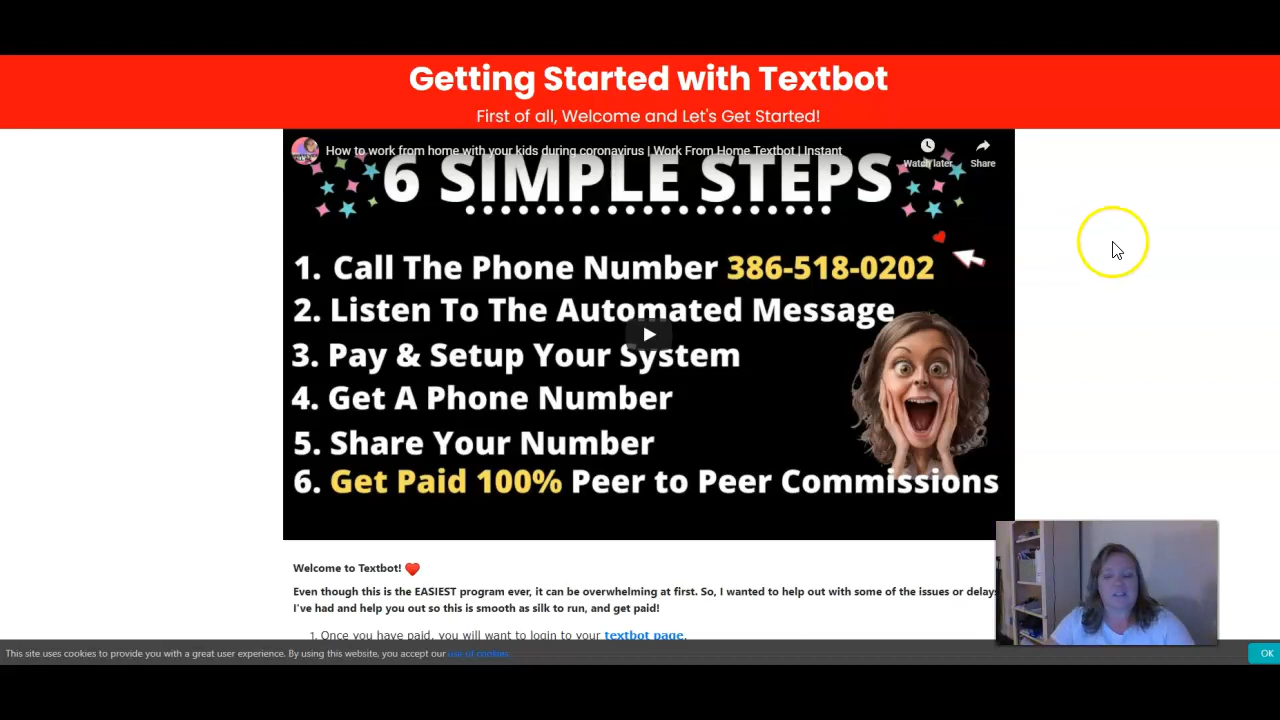 Getting Started with Textbot
First of all, Welcome and Let's Get Started!
How to work from home with your kids during coronavirus | Work From Home Textbot | Instant
Watch later
Share
6 SIMPLE STEPS
1. Call The Phone Number 386-518-0202
2. Listen To The Automated Message
3. Pay & Setup Your System
4. Get A Phone Number
5. Share Your Number
6. Get Paid 100% Peer to Peer Commissions
Welcome to Textbot!
Even though this is the EASIEST program ever, it can be overwhelming at first. So, I wanted to help out with some of the issues or delay
I've had and help you out so this is smooth as silk to run, and get paid!
1. Once you have paid, you will want to login to your textbot page.
This site uses cookies to provide you with a great user experience. By using this website, you accept our use of cookies.
OK